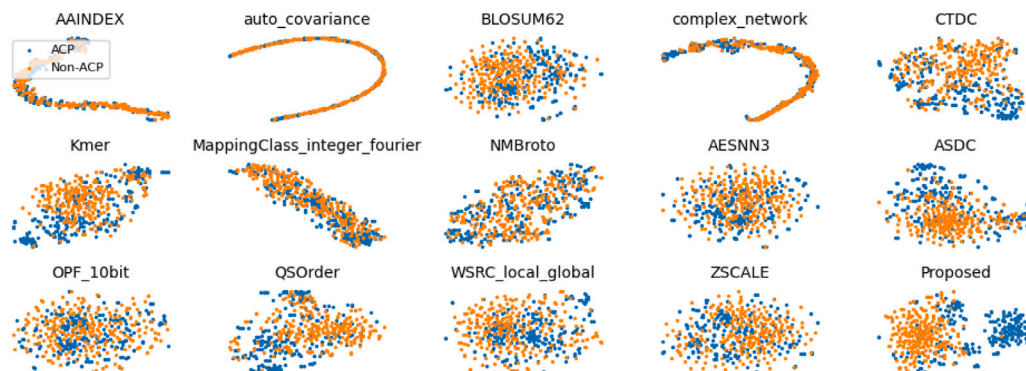 AAINDEX auto_covariance BLOSUM62 complex_network CTDC
ACP
Non-ACP
Kmer MappingClass_integer_fourier NMBroto AESNN3 ASDC
OPF_10bit QSOrder WSRC_local_global ZSCALE Proposed